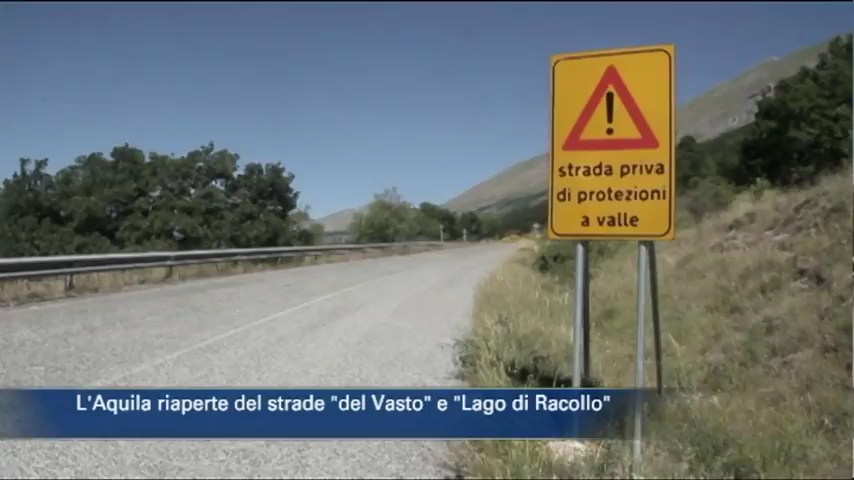 !
strada priva
di protezioni
a valle
L'Aquila riaperte del strade "del Vasto" e "Lago di Racollo"